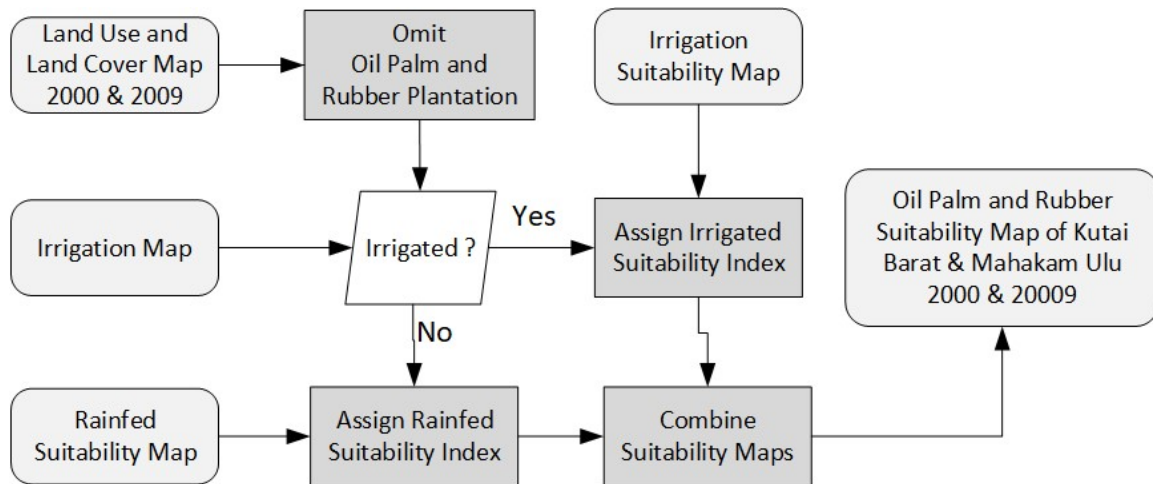 Land Use and
Land Cover Map
2000 & 2009
Omit
Oil Palm and
Rubber Plantation
Irrigation
Suitability Map
Irrigation Map
Irrigated ?
Yes
No
Assign Irrigated
Suitability Index
Oil Palm and Rubber
Suitability Map of Kutai
Barat & Mahakam Ulu
2000 & 20009
Rainfed
Suitability Map
Assign Rainfed
Suitability Index
Combine
Suitability Maps